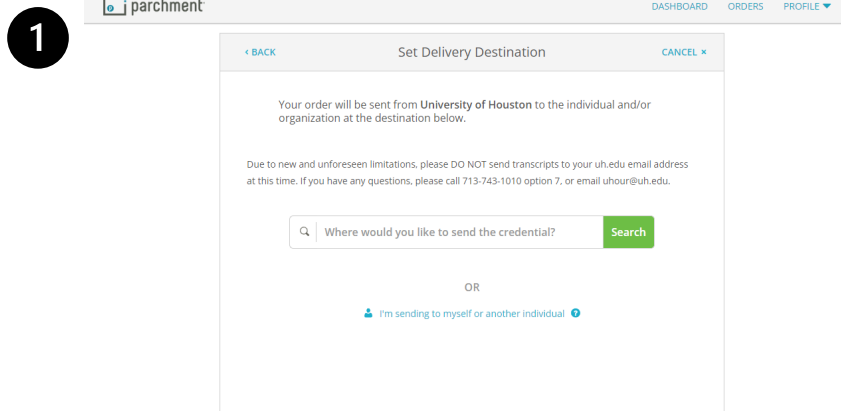 1
parchment
DASHBOARD ORDERS PROFILE
‹ BACK Set Delivery Destination CANCEL ×
Your order will be sent from University of Houston to the individual and/or
organization at the destination below.
Due to new and unforeseen limitations, please DO NOT send transcripts to your uh.edu email address
at this time. If you have any questions, please call 713-743-1010 option 7, or email uhour@uh.edu.
Where would you like to send the credential? Search
OR
I'm sending to myself or another individual ?